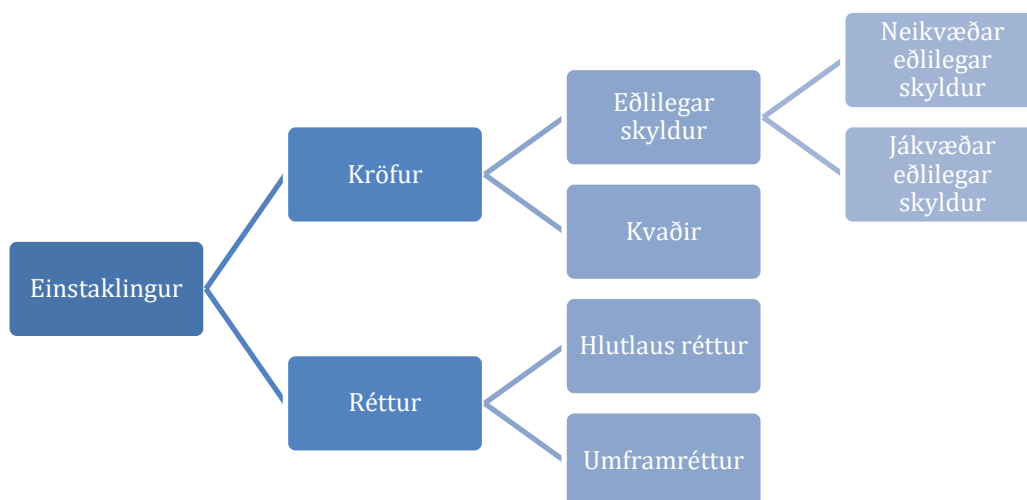 Einstaklingur
Kröfur
Eðlilegar
skyldur
Neikvæðar
eðlilegar
skyldur
Jákvæðar
eðlilegar
skyldur
Kvaðir
Réttur
Hlutlaus réttur
Umframréttur